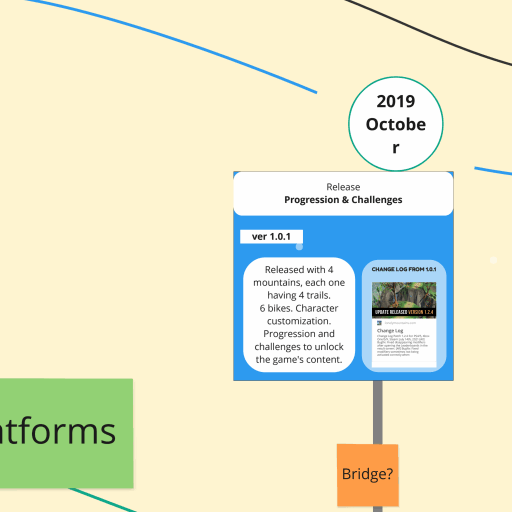 2019
Octobe
r
Release
Progression & Challenges
ver 1.0.1
Released with 4
mountains, each one
having 4 trails.
6 bikes. Character
customization.
Progression and
challenges to unlock
the game's content.
CHANGE LOG FROM 1.0.1
UPDATE RELEASED VERSION 1.2.4
Change Log
atforms
Bridge?